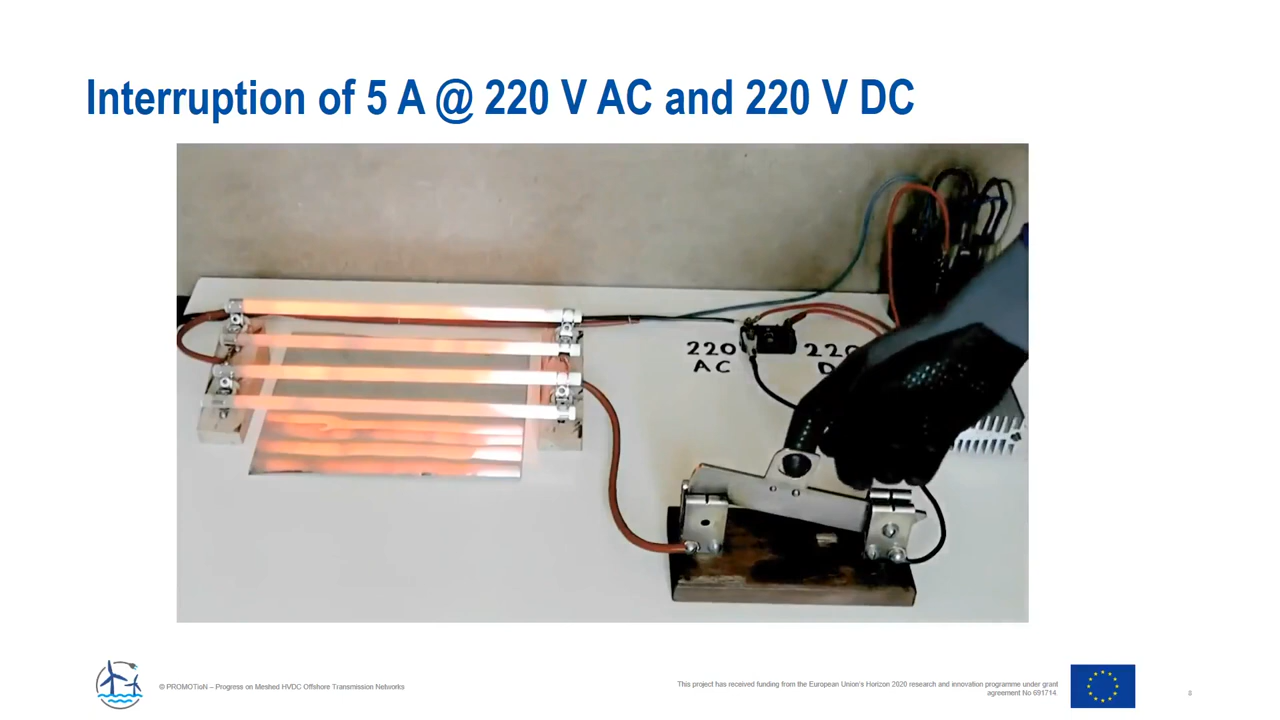 Interruption of 5 A @ 220 V AC and 220 V DC
220 220
AC D
© PROMOTioN – Progress on Meshed HVDC Offshore Transmission Networks
This project has received funding from the European Union's Horizon 2020 research and innovation programme under grant
agreement No 691714.
8